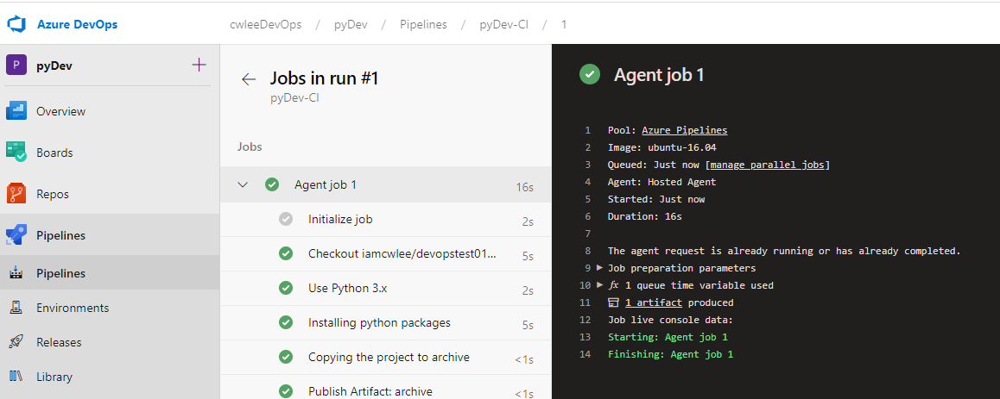 Azure DevOps
cwleeDevOps / pyDev / Pipelines / pyDev-CI / 1
P pyDev +
Overview
Boards
Repos
Pipelines
Pipelines
Environments
Releases
Library
Jobs in run #1
pyDev-CI
Jobs
Agent job 1 16s
Initialize job 2s
Checkout iamcwlee/devopstest01... 5s
Use Python 3.x 2s
Installing python packages 5s
Copying the project to archive <1s
Publish Artifact: archive <1s
Agent job 1
1 Pool: Azure Pipelines
2 Image: ubuntu-16.04
3 Queued: Just now [manage parallel jobs]
4 Agent: Hosted Agent
5 Started: Just now
6 Duration: 16s
7
8 The agent request is already running or has already completed.
9 Job preparation parameters
10 fx 1 queue time variable used
11 1 artifact produced
12 Job live console data:
13 Starting: Agent job 1
14 Finishing: Agent job 1